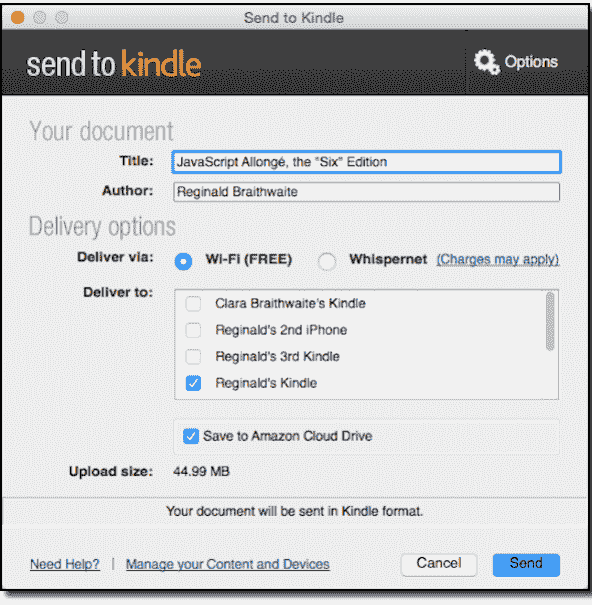 Send to Kindle
send to kindle
Options
Your document
Title: JavaScript Allongé, the "Six" Edition
Author: Reginald Braithwaite
Delivery options
Deliver via: Wi-Fi (FREE) Whispernet (Charges may apply)
Deliver to: Clara Braithwaite's Kindle
Reginald's 2nd iPhone
Reginald's 3rd Kindle
Reginald's Kindle
Save to Amazon Cloud Drive
Upload size: 44.99 MB
Your document will be sent in Kindle format.
Need Help? | Manage your Content and Devices Cancel Send